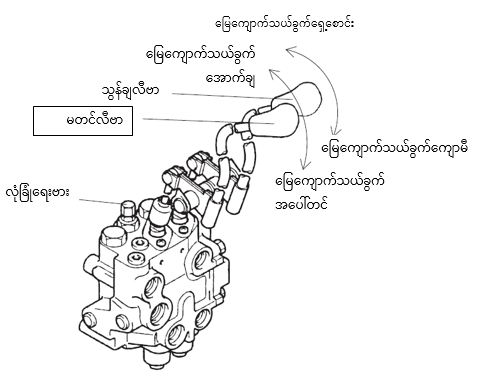 မြေကျောက်သယ်ခွက်ရှေ့စောင်း
မြေကျောက်သယ်ခွက်
အောက်ချ
သွန်ချလီဗာ
မတင်လီဗာ
မြေကျောက်သယ်ခွက်ကျောမီ
မြေကျောက်သယ်ခွက်
အပေါ်တင်
လုံခြုံရေးဗား